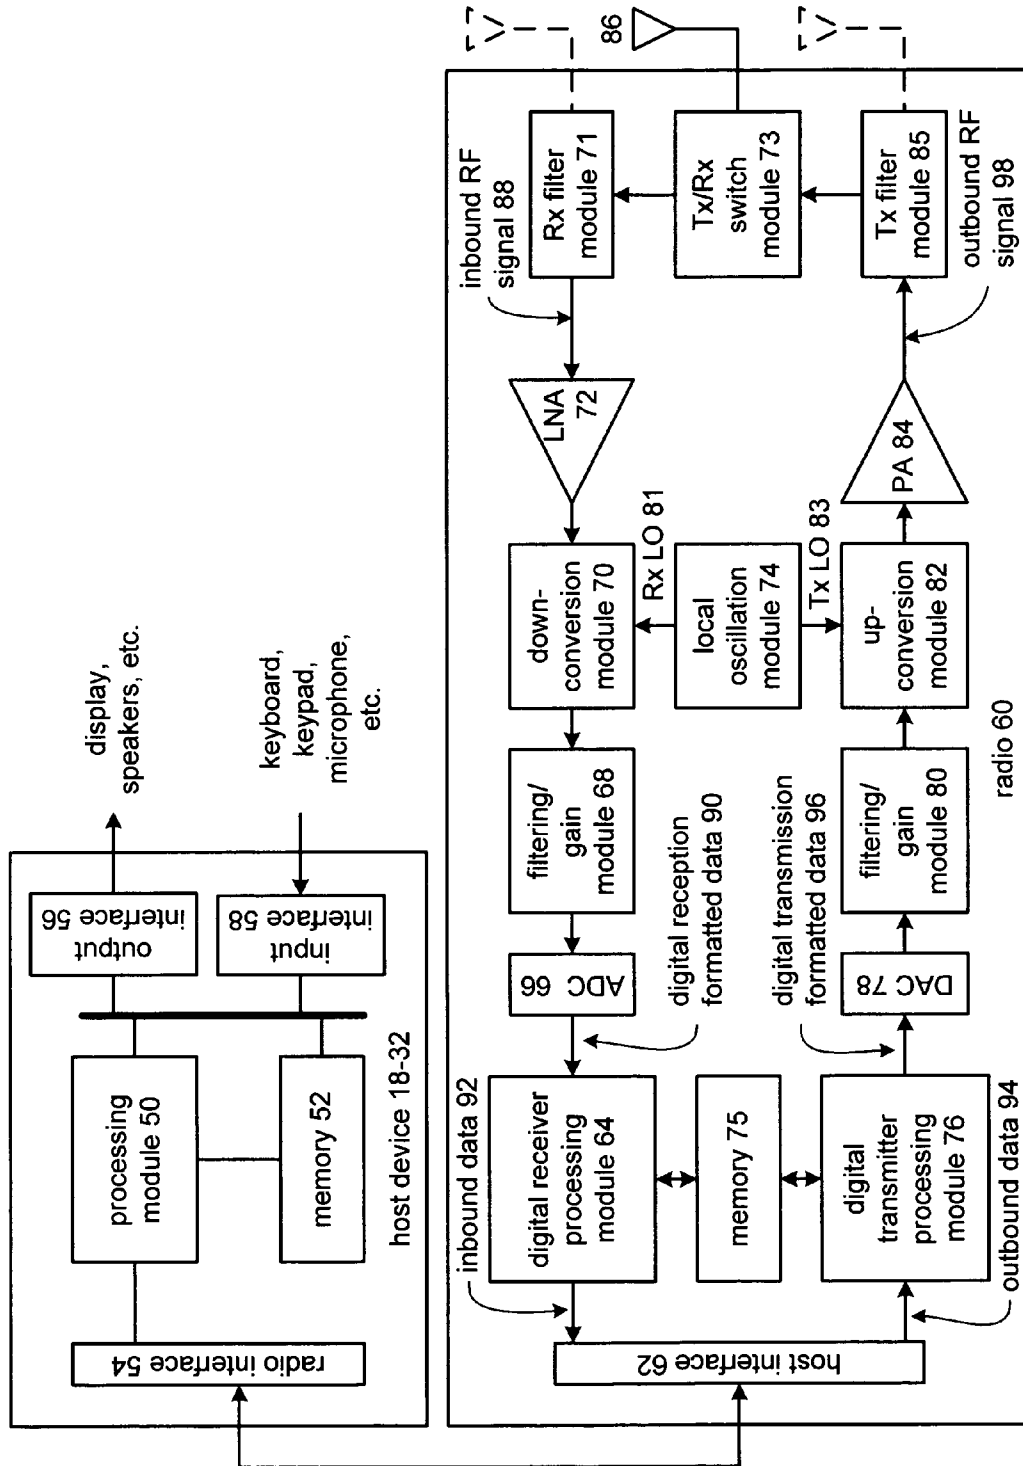 radio interface 54
processing
module 50
memory 52
output
interface 56
input
interface 58
display,
speakers, etc.
keyboard,
keypad,
microphone,
etc.
host device 18-32
host interface 62
inbound data 92
digital receiver
processing
module 64
digital reception
formatted data 90
ADC 66
filtering/
gain
module 68
down-
conversion
module 70
LNA
72
inbound RF
signal 88
Rx filter
module 71
memory 75
Rx LO 81
local
oscillation
module 74
Tx LO 83
Tx/Rx
switch
module 73
86
outbound data 94
digital
transmitter
processing
module 76
digital transmission
formatted data 96
DAC 78
filtering/
gain
module 80
up-
conversion
module 82
PA 84
Tx filter
module 85
outbound RF
signal 98
radio 60